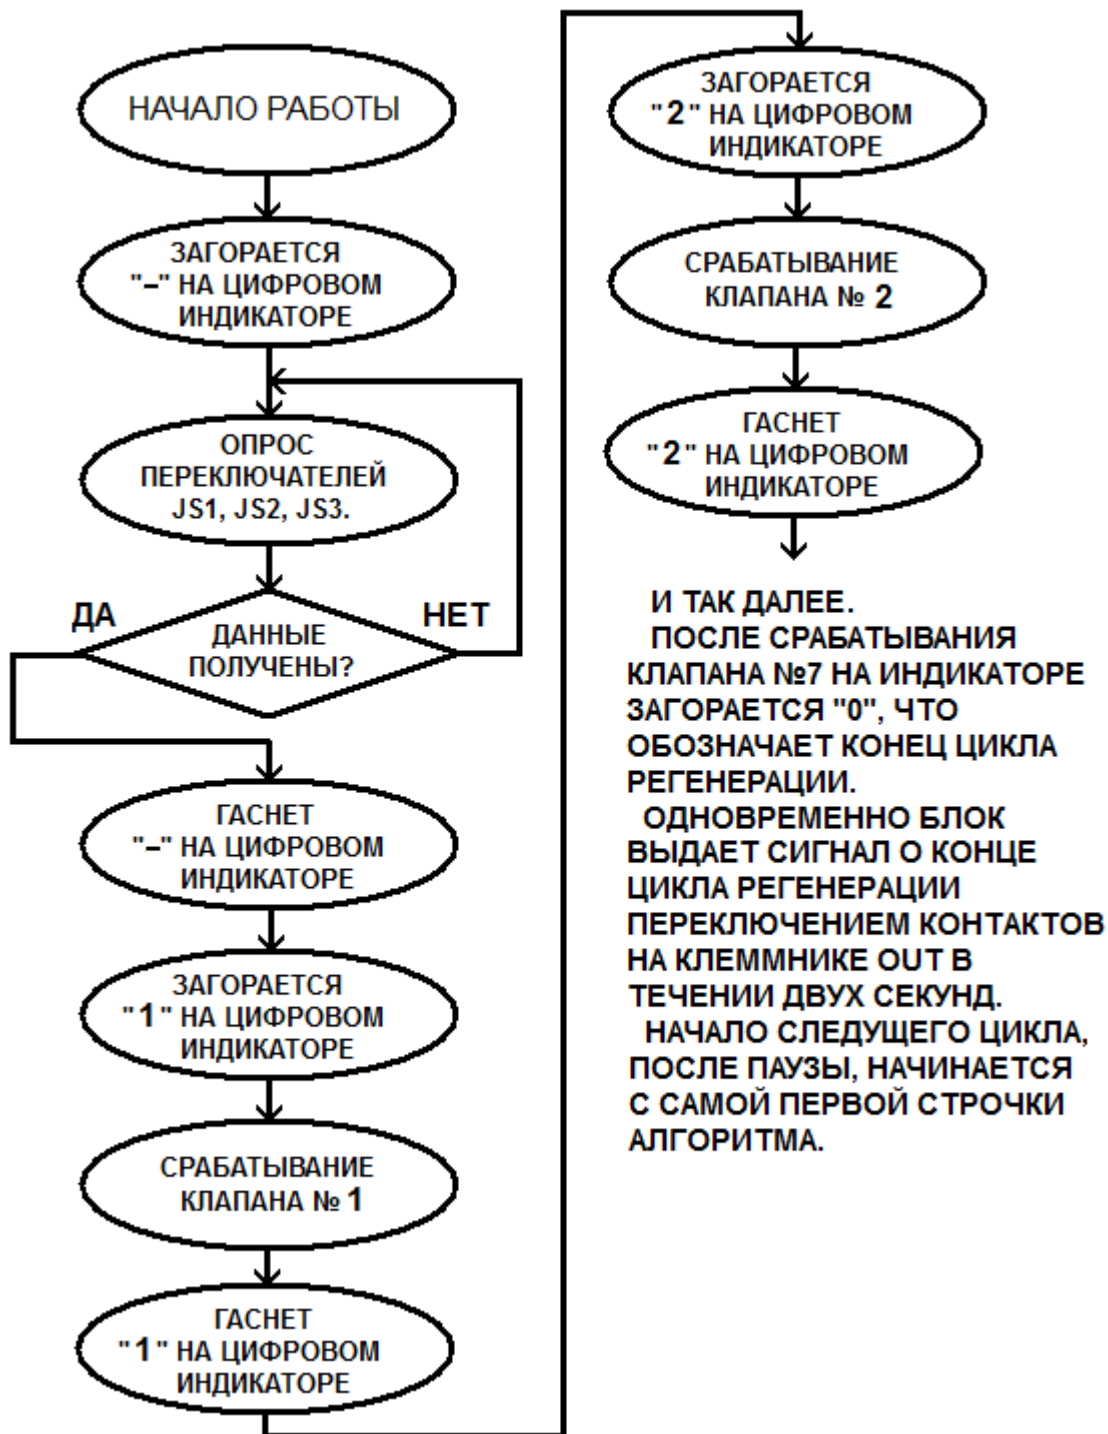 НАЧАЛО РАБОТЫ
ЗАГОРАЕТСЯ
"–" НА ЦИФРОВОМ
ИНДИКАТОРЕ
ОПРОС
ПЕРЕКЛЮЧАТЕЛЕЙ
JS1, JS2, JS3.
ДА
НЕТ
ДАННЫЕ
ПОЛУЧЕНЫ?
ГАСНЕТ
"–" НА ЦИФРОВОМ
ИНДИКАТОРЕ
ЗАГОРАЕТСЯ
"1" НА ЦИФРОВОМ
ИНДИКАТОРЕ
СРАБАТЫВАНИЕ
КЛАПАНА № 1
ГАСНЕТ
"1" НА ЦИФРОВОМ
ИНДИКАТОРЕ
ЗАГОРАЕТСЯ
"2" НА ЦИФРОВОМ
ИНДИКАТОРЕ
СРАБАТЫВАНИЕ
КЛАПАНА № 2
ГАСНЕТ
"2" НА ЦИФРОВОМ
ИНДИКАТОРЕ
И ТАК ДАЛЕЕ.
ПОСЛЕ СРАБАТЫВАНИЯ
КЛАПАНА №7 НА ИНДИКАТОРЕ
ЗАГОРАЕТСЯ "0", ЧТО
ОБОЗНАЧАЕТ КОНЕЦ ЦИКЛА
РЕГЕНЕРАЦИИ.
ОДНОВРЕМЕННО БЛОК
ВЫДАЕТ СИГНАЛ О КОНЦЕ
ЦИКЛА РЕГЕНЕРАЦИИ
ПЕРЕКЛЮЧЕНИЕМ КОНТАКТОВ
НА КЛЕММНИКЕ OUT В
ТЕЧЕНИИ ДВУХ СЕКУНД.
НАЧАЛО СЛЕДУЩЕГО ЦИКЛА,
ПОСЛЕ ПАУЗЫ, НАЧИНАЕТСЯ
С САМОЙ ПЕРВОЙ СТРОЧКИ
АЛГОРИТМА.